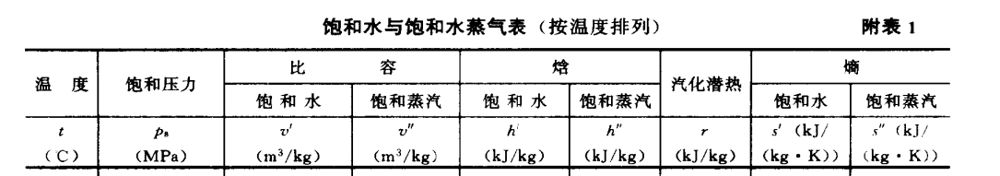 饱和水与饱和水蒸气表（按温度排列） 附表 1
温 度 饱和压力 比 容 焓 汽化潜热 熵
饱 和 水 饱和蒸汽 饱 和 水 饱和蒸汽 饱和水 饱和蒸汽
t pₛ v′ v″ h′ h″ r s′ (kJ/ s″ (kJ/
(℃) (MPa) (m³/kg) (m³/kg) (kJ/kg) (kJ/kg) (kJ/kg) (kg・K)) (kg・K))